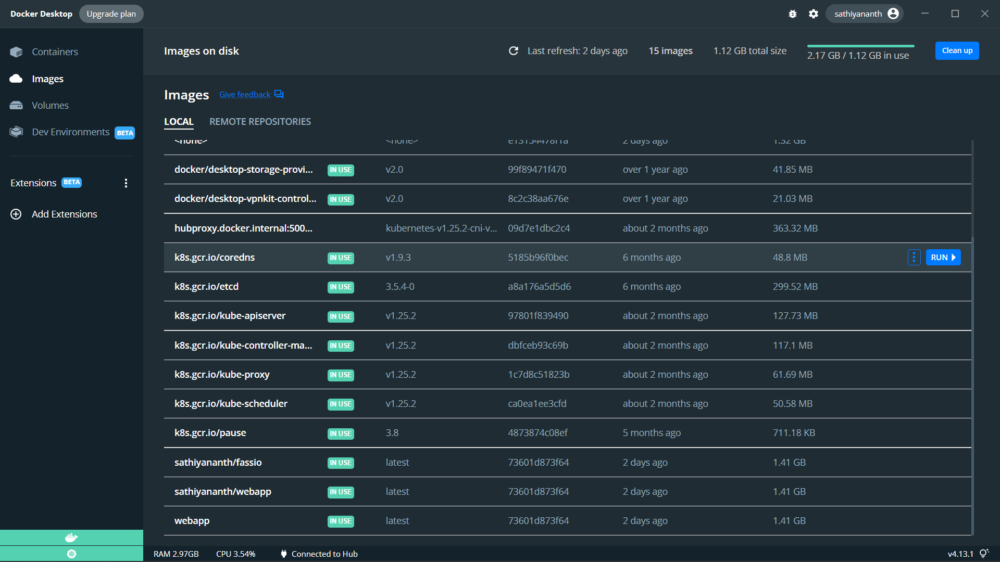 Docker Desktop Upgrade plan sathiyananth
Containers
Images
Volumes
Dev Environments BETA
Extensions BETA
Add Extensions
Images on disk Last refresh: 2 days ago 15 images 1.12 GB total size 2.17 GB / 1.12 GB in use Clean up
Images Give feedback
LOCAL REMOTE REPOSITORIES
<none> <none> e13154478f1a 2 days ago 1.32 GB
docker/desktop-storage-provi... IN USE v2.0 99f89471f470 over 1 year ago 41.85 MB
docker/desktop-vpnkit-control... IN USE v2.0 8c2c38aa676e over 1 year ago 21.03 MB
hubproxy.docker.internal:500... kubernetes-v1.25.2-cni-v... 09d7e1dbc2c4 about 2 months ago 363.32 MB
k8s.gcr.io/coredns IN USE v1.9.3 5185b96f0bec 6 months ago 48.8 MB RUN
k8s.gcr.io/etcd IN USE 3.5.4-0 a8a176a5d5d6 6 months ago 299.52 MB
k8s.gcr.io/kube-apiserver IN USE v1.25.2 97801f839490 about 2 months ago 127.73 MB
k8s.gcr.io/kube-controller-ma... IN USE v1.25.2 dbfceb93c69b about 2 months ago 117.1 MB
k8s.gcr.io/kube-proxy IN USE v1.25.2 1c7d8c51823b about 2 months ago 61.69 MB
k8s.gcr.io/kube-scheduler IN USE v1.25.2 ca0ea1ee3cfd about 2 months ago 50.58 MB
k8s.gcr.io/pause IN USE 3.8 4873874c08ef 5 months ago 711.18 KB
sathiyananth/fassio IN USE latest 73601d873f64 2 days ago 1.41 GB
sathiyananth/webapp IN USE latest 73601d873f64 2 days ago 1.41 GB
webapp IN USE latest 73601d873f64 2 days ago 1.41 GB
RAM 2.97GB CPU 3.54% Connected to Hub v4.13.1